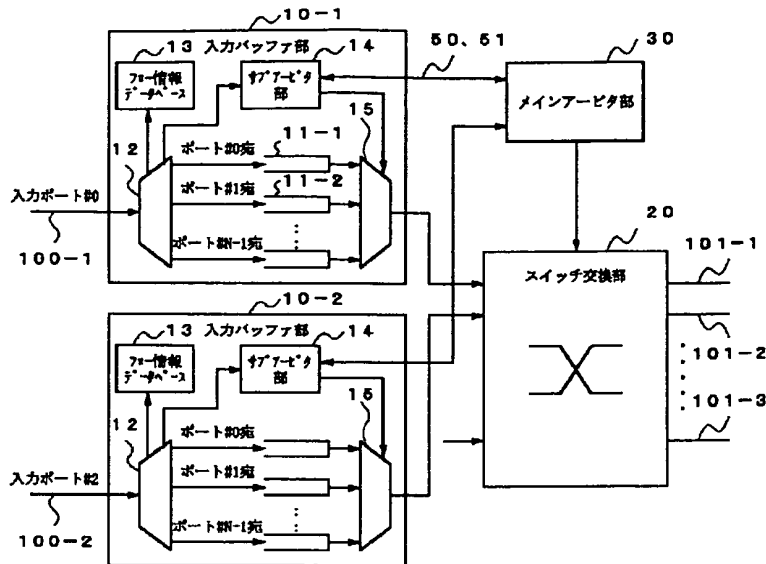 10-1
13
入力バッファ部
14
フロー情報
データベース
サブアービタ
部
50、51
30
メインアービタ部
12
15
ポート#0宛
11-1
ポート#1宛
11-2
ポート#N-1宛
入力ポート#0
100-1
20
スイッチ交換部
101-1
101-2
101-3
10-2
13
入力バッファ部
14
フロー情報
データベース
サブアービタ
部
12
15
ポート#0宛
ポート#1宛
ポート#N-1宛
入力ポート#2
100-2